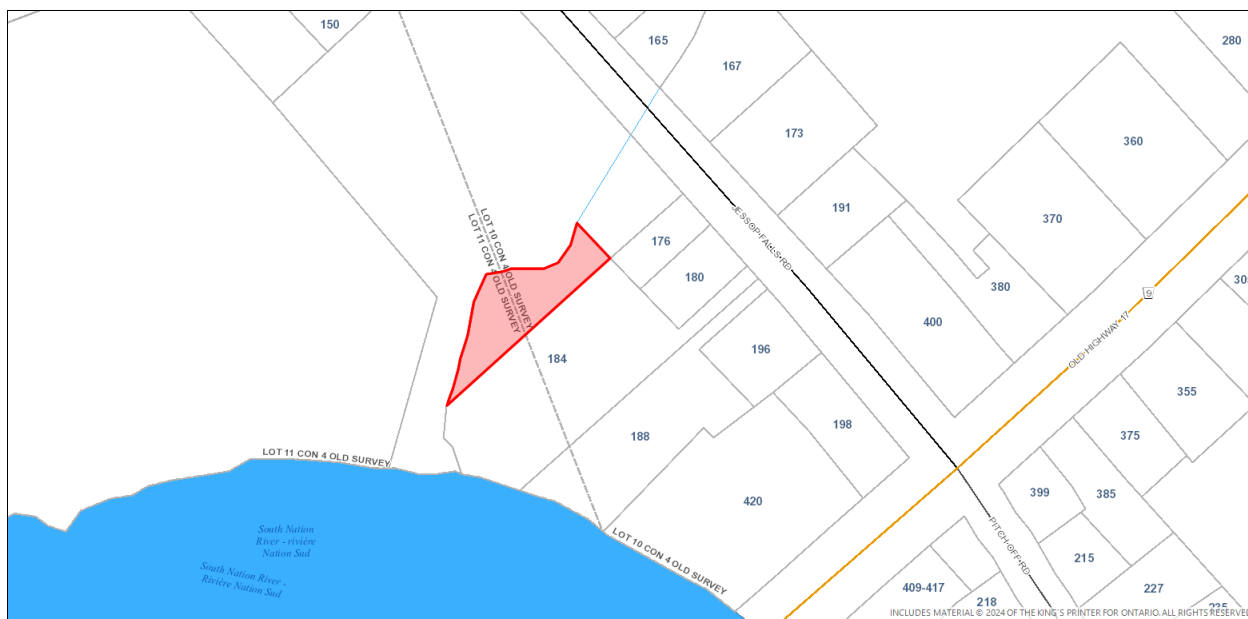 150
165
167
280
173
360
191
370
176
180
380
30
400
196
184
355
198
375
188
420
399
385
215
227
409-417
218
235
JESSOP FALLS RD
OLD HIGHWAY 17
9
PITCH-OFF RD
LOT 10 CON 4 OLD SURVEY
LOT 11 CON 4 OLD SURVEY
LOT 11 CON 4 OLD SURVEY
LOT 10 CON 4 OLD SURVEY
South Nation
River - rivière
Nation Sud
South Nation River -
Rivière Nation Sud
INCLUDES MATERIAL © 2024 OF THE KING'S PRINTER FOR ONTARIO. ALL RIGHTS RESERVED